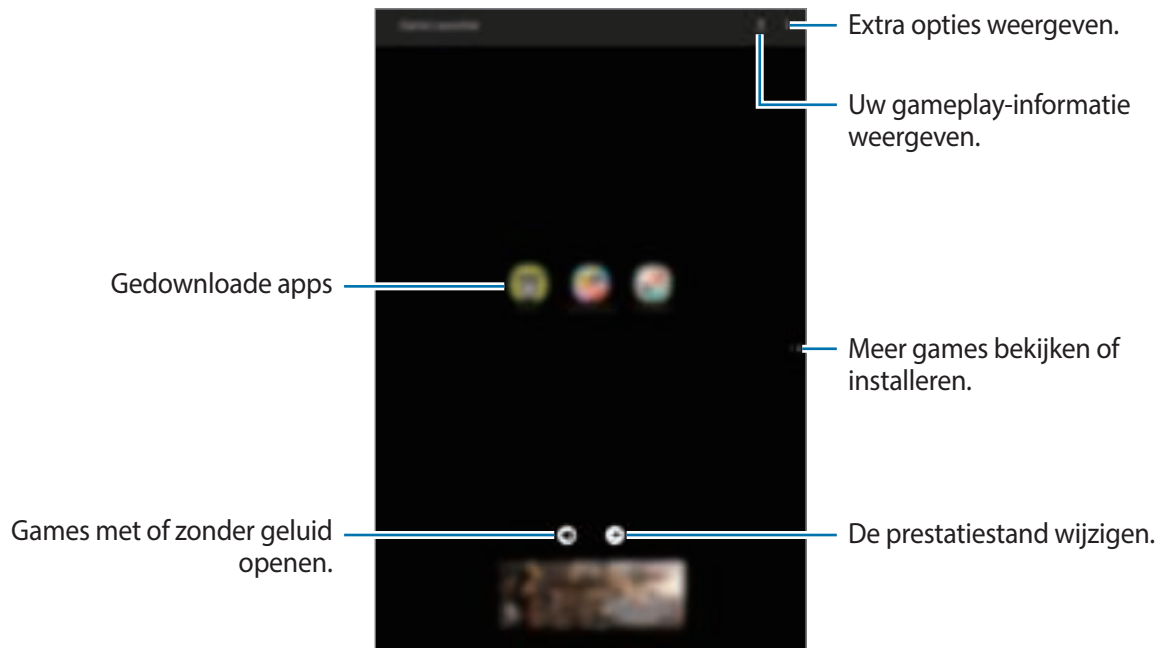 Extra opties weergeven.
Uw gameplay-informatie
weergeven.
Gedownloade apps
Meer games bekijken of
installeren.
Games met of zonder geluid
openen.
De prestatiestand wijzigen.